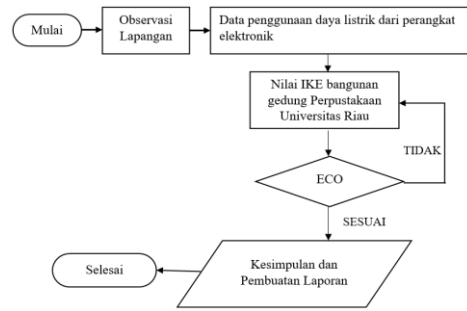 Mulai
Observasi
Lapangan
Data penggunaan daya listrik dari perangkat
elektronik
Nilai IKE bangunan
gedung Perpustakaan
Universitas Riau
TIDAK
ECO
SESUAI
Kesimpulan dan
Pembuatan Laporan
Selesai